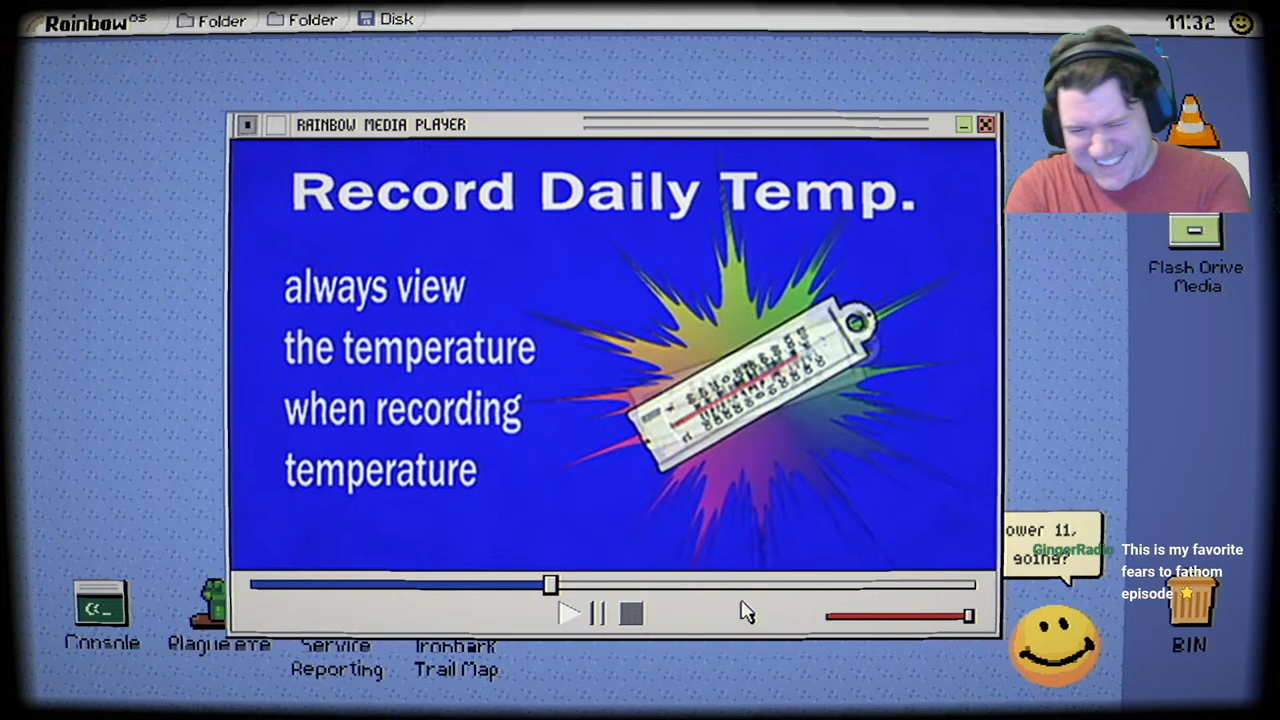 Rainbow OS
Folder
Folder
Disk
11:32
RAINBOW MEDIA PLAYER
Record Daily Temp.
always view
the temperature
when recording
temperature
Flash Drive
Media
ower 11,
going?
GingerRadio
This is my favorite
fears to fathom
episode
Console
Plague eye
Service
Reporting
Ironbark
Trail Map
BIN